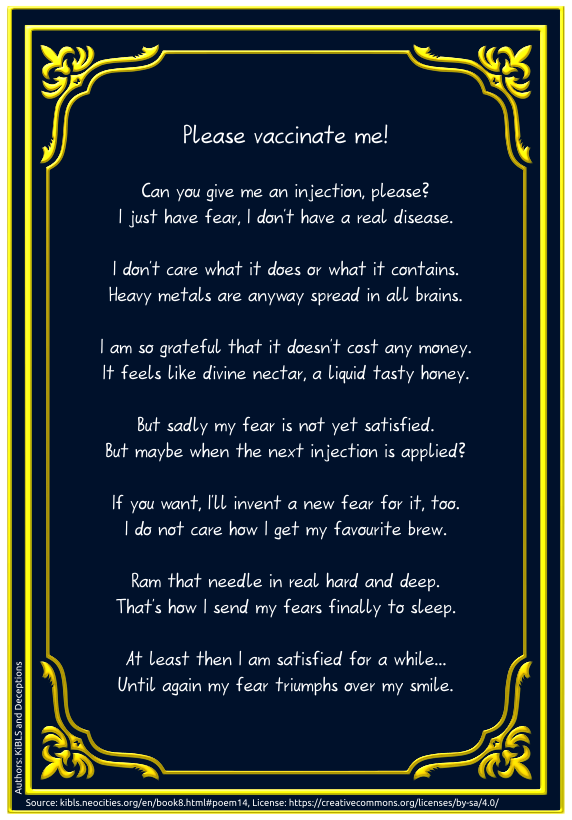 Please vaccinate me!
Can you give me an injection, please?
I just have fear, I don't have a real disease.
I don't care what it does or what it contains.
Heavy metals are anyway spread in all brains.
I am so grateful that it doesn't cost any money.
It feels like divine nectar, a liquid tasty honey.
But sadly my fear is not yet satisfied.
But maybe when the next injection is applied?
If you want, I'll invent a new fear for it, too.
I do not care how I get my favourite brew.
Ram that needle in real hard and deep.
That's how I send my fears finally to sleep.
At least then I am satisfied for a while...
Until again my fear triumphs over my smile.
Authors: KiBLS and Deceptions
Source: kibls.neocities.org/en/book8.html#poem14, License: https://creativecommons.org/licenses/by-sa/4.0/